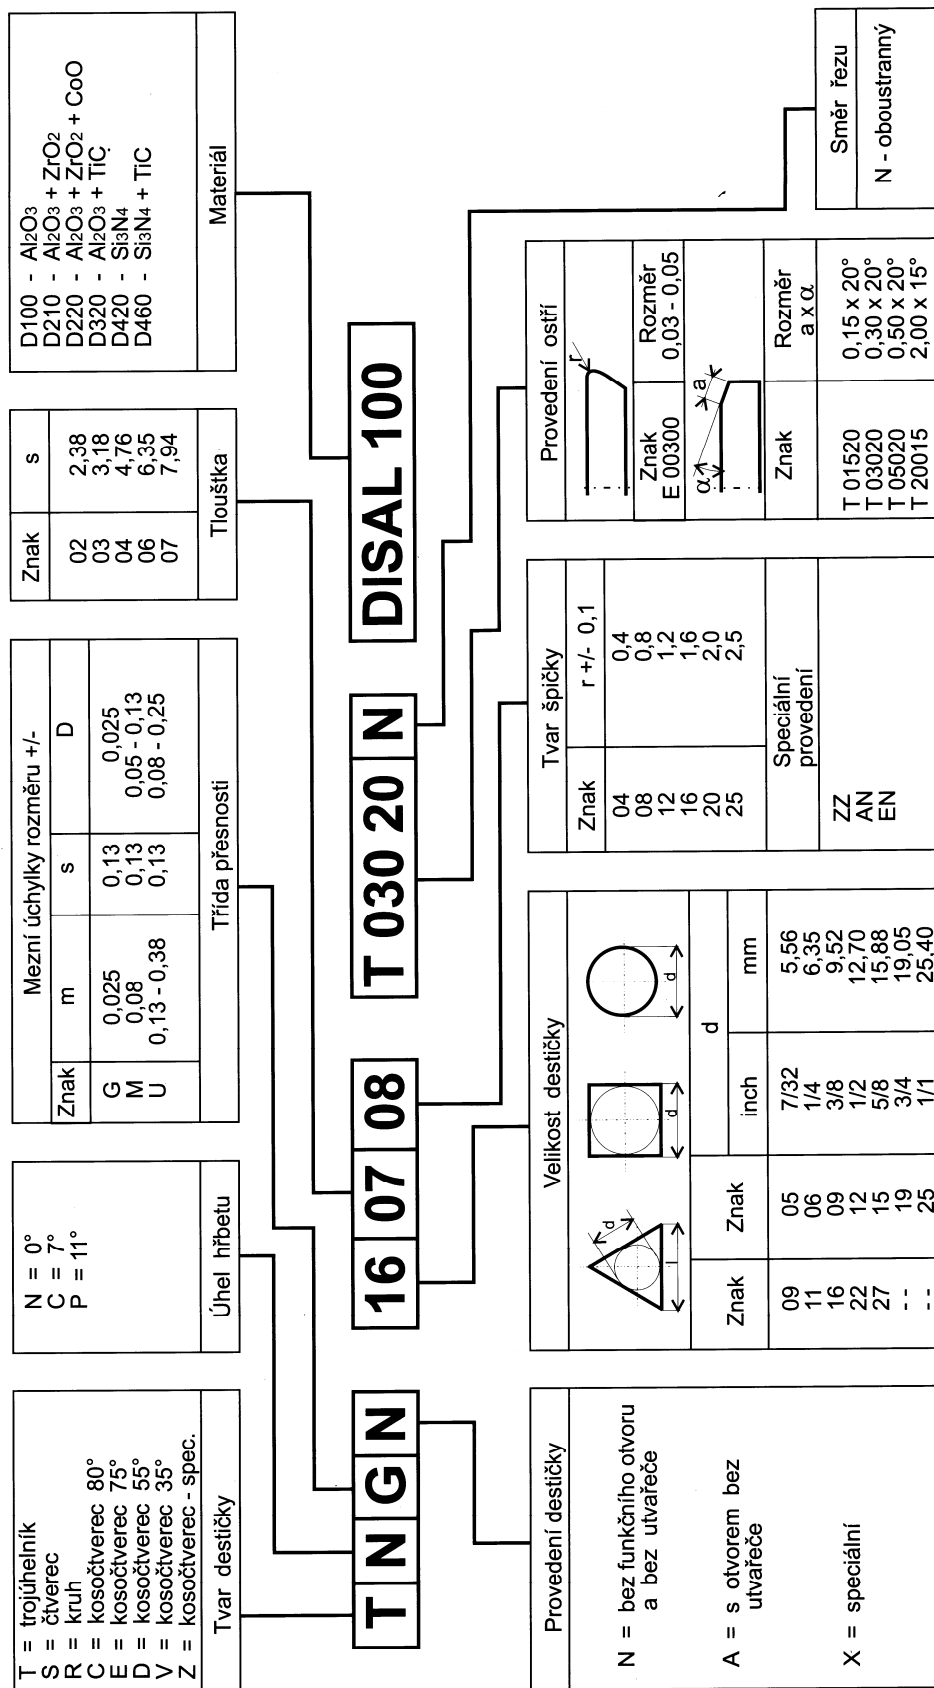 T = trojúhelník
S = čtverec
R = kruh
C = kosočtverec 80°
E = kosočtverec 75°
D = kosočtverec 55°
V = kosočtverec 35°
Z = kosočtverec - spec.
Tvar destičky
N = 0°
C = 7°
P = 11°
Úhel hřbetu
Mezní úchylky rozměru +/-
Znak m s D
G 0,025 0,13 0,025
M 0,08 0,13 0,05 - 0,13
U 0,13 - 0,38 0,13 0,08 - 0,25
Třída přesnosti
Znak s
02 2,38
03 3,18
04 4,76
06 6,35
07 7,94
Tlouštka
D100 - Al2O3
D210 - Al2O3 + ZrO2
D220 - Al2O3 + ZrO2 + CoO
D320 - Al2O3 + TiC
D420 - Si3N4
D460 - Si3N4 + TiC
Materiál
T N G N 16 07 08 T 030 20 N DISAL 100
Provedení destičky
N = bez funkčního otvoru
a bez utvařeče
A = s otvorem bez
utvařeče
X = speciální
Velikost destičky
l d d d
Znak Znak d
inch mm
09 05 7/32 5,56
11 06 1/4 6,35
16 09 3/8 9,52
22 12 1/2 12,70
27 15 5/8 15,88
- - 19 3/4 19,05
- - 25 1/1 25,40
Tvar špičky
Znak r +/- 0,1
04 0,4
08 0,8
12 1,2
16 1,6
20 2,0
25 2,5
Speciální
provedení
ZZ
AN
EN
Provedení ostří
r
Znak Rozměr
E 00300 0,03 - 0,05
α a
Znak Rozměr
a x α
T 01520 0,15 x 20°
T 03020 0,30 x 20°
T 05020 0,50 x 20°
T 20015 2,00 x 15°
Směr řezu
N - oboustranný